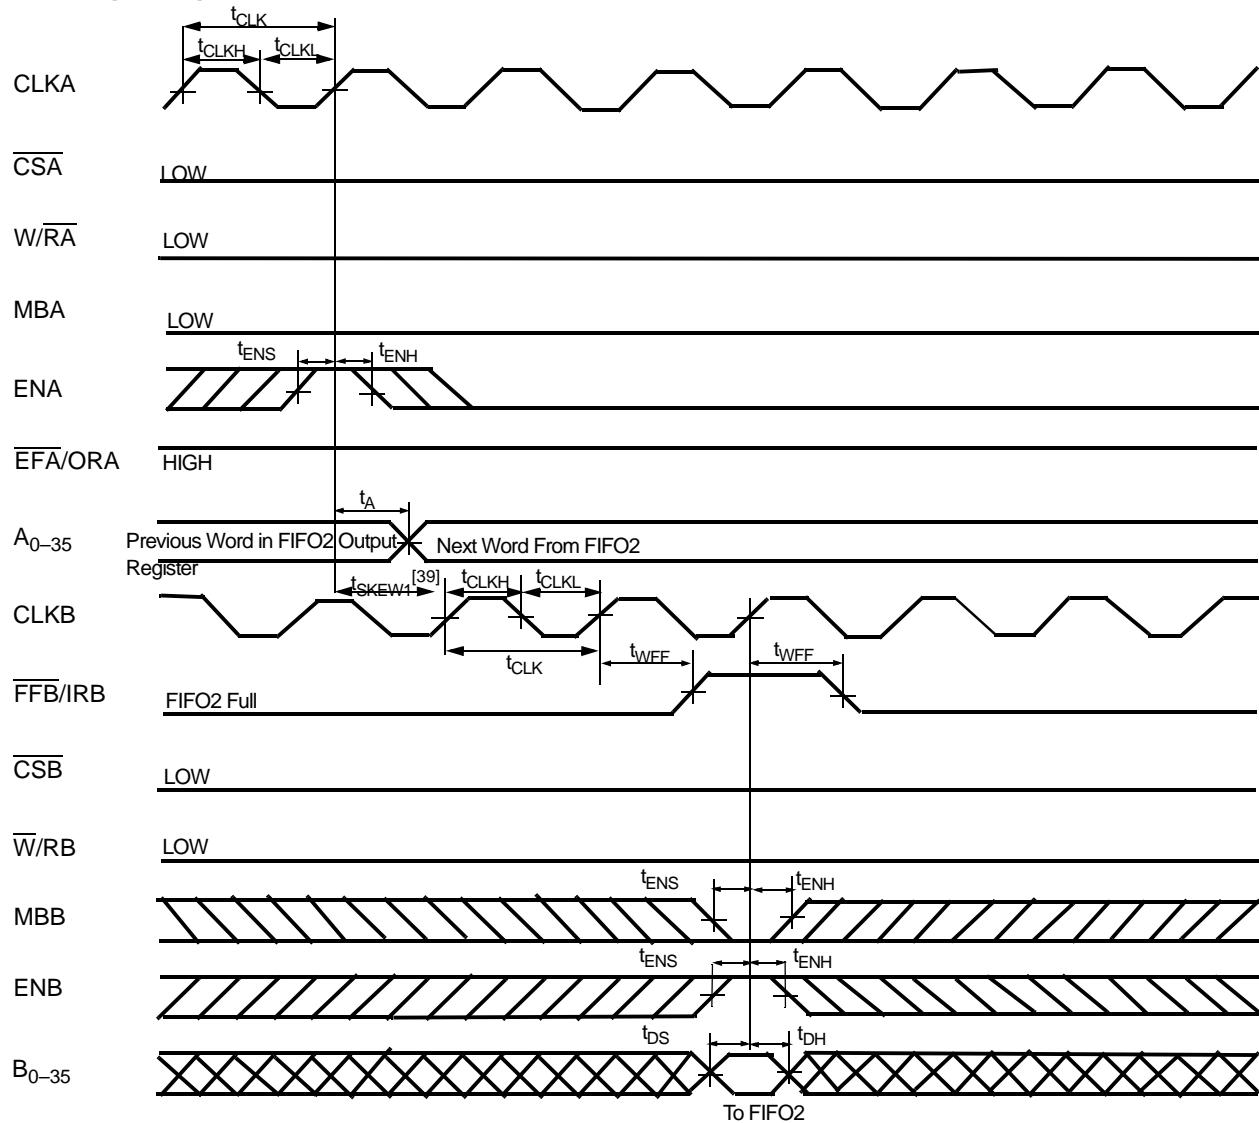 tCLK
tCLKH tCLKL
CLKA
CSA
LOW
W/RA
LOW
MBA
LOW
tENS tENH
ENA
EFA/ORA
HIGH
tA
A0–35
Previous Word in FIFO2 Output Register
Next Word From FIFO2
tSKEW1[39] tCLKH tCLKL
CLKB
tCLK tWFF tWFF
FFB/IRB
FIFO2 Full
CSB
LOW
W/RB
LOW
tENS tENH
MBB
tENS tENH
ENB
tDS tDH
B0–35
To FIFO2